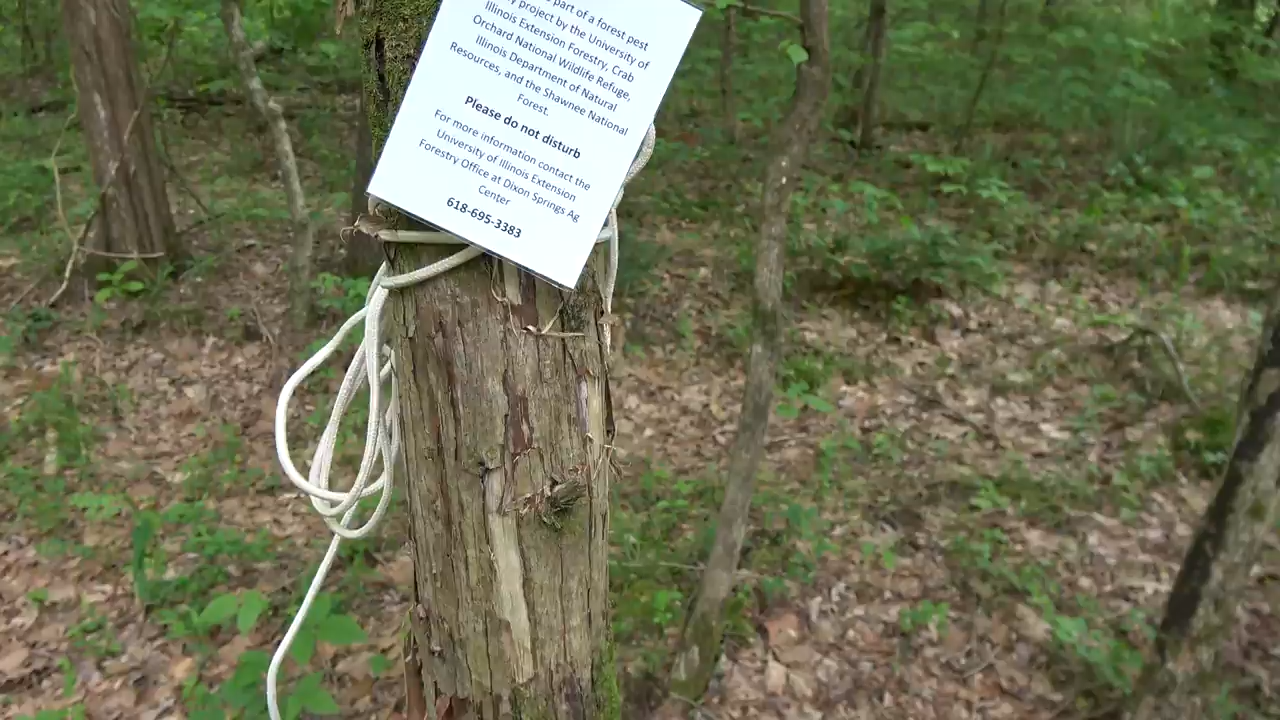 part of a forest pest
project by the University of
Illinois Extension Forestry, Crab
Orchard National Wildlife Refuge,
Illinois Department of Natural
Resources, and the Shawnee National
Forest.
Please do not disturb
For more information contact the
University of Illinois Extension
Forestry Office at Dixon Springs Ag
Center
618-695-3383